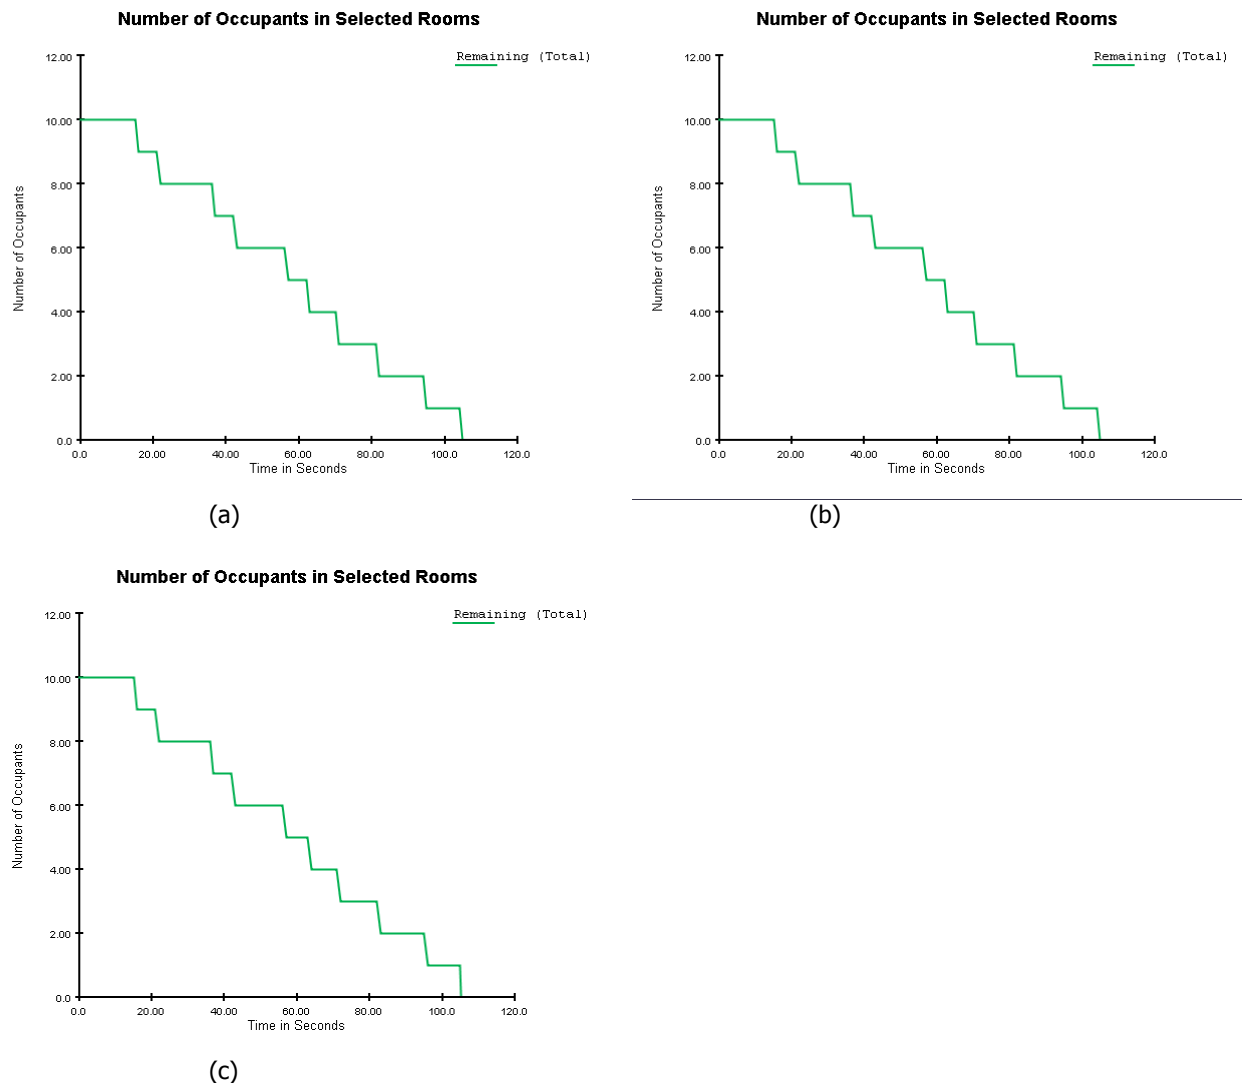 Number of Occupants in Selected Rooms
Remaining (Total)
12.00
10.00
8.00
6.00
4.00
2.00
0.0
Number of Occupants
0.0 20.00 40.00 60.00 80.00 100.0 120.0
Time in Seconds
(a)
Number of Occupants in Selected Rooms
Remaining (Total)
12.00
10.00
8.00
6.00
4.00
2.00
0.0
Number of Occupants
0.0 20.00 40.00 60.00 80.00 100.0 120.0
Time in Seconds
(b)
Number of Occupants in Selected Rooms
Remaining (Total)
12.00
10.00
8.00
6.00
4.00
2.00
0.0
Number of Occupants
0.0 20.00 40.00 60.00 80.00 100.0 120.0
Time in Seconds
(c)